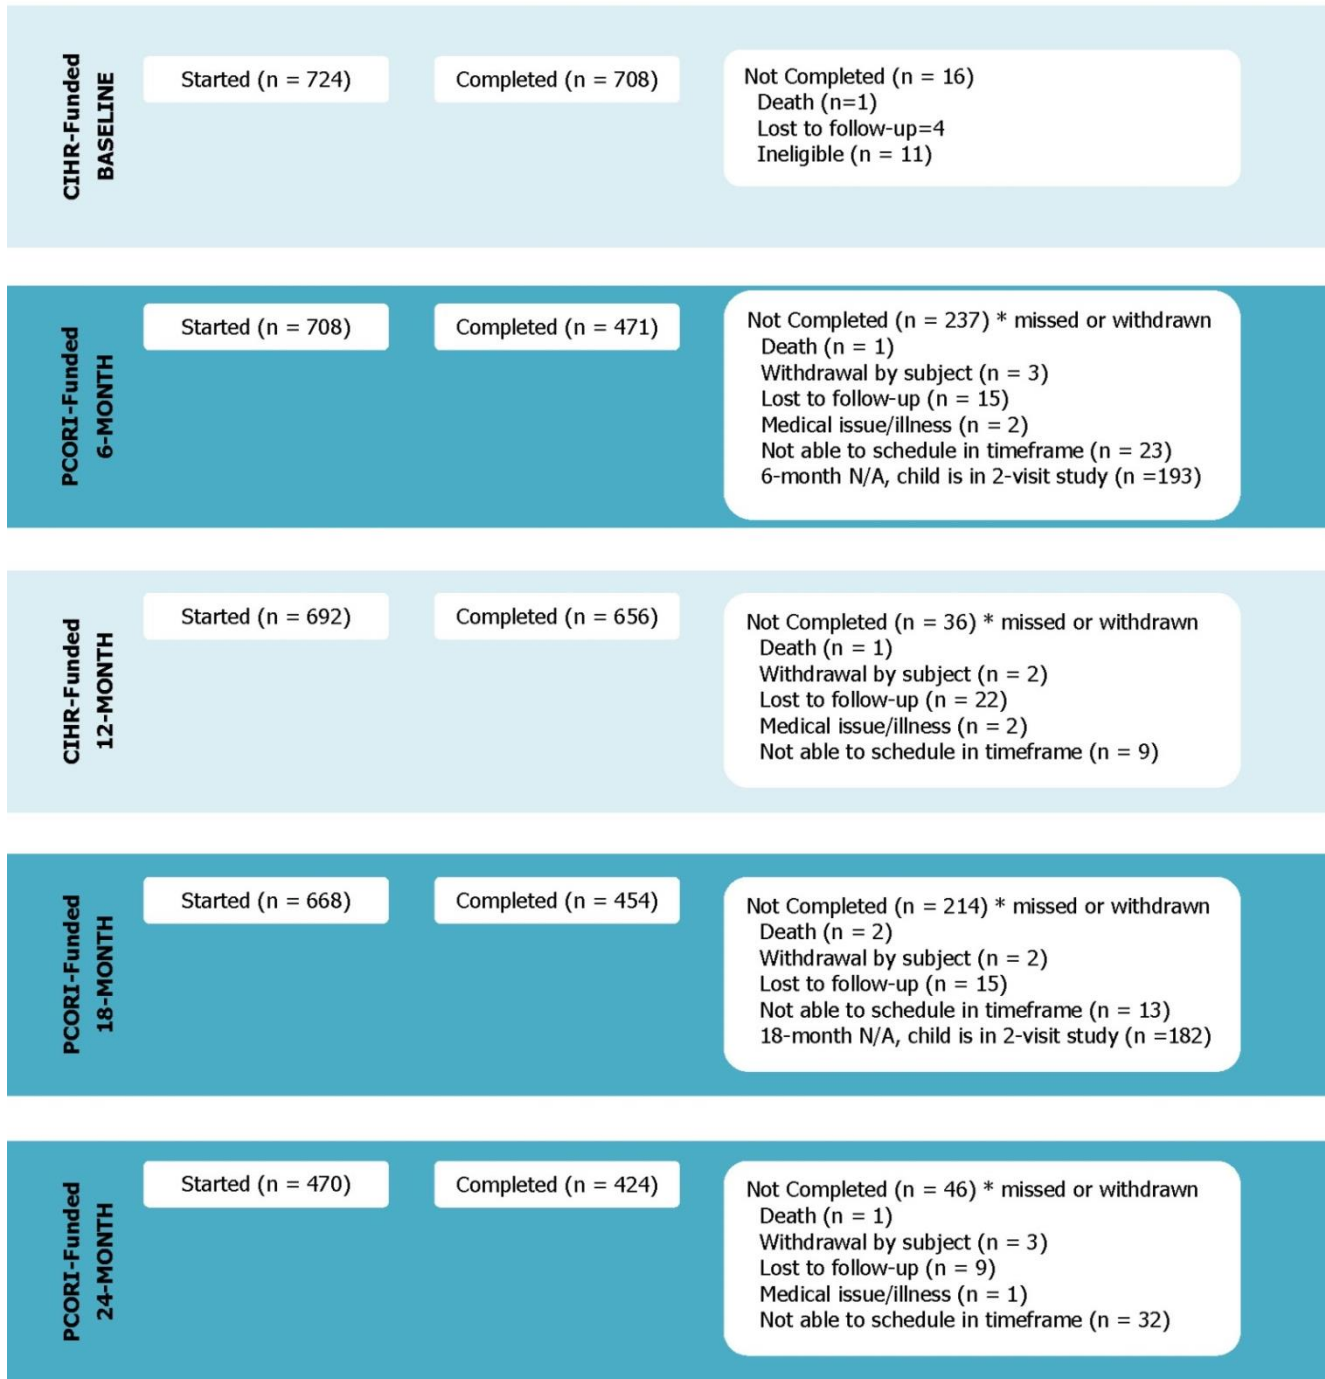 CIHR-Funded
BASELINE
Started (n = 724)
Completed (n = 708)
Not Completed (n = 16)
Death (n=1)
Lost to follow-up=4
Ineligible (n = 11)
PCORI-Funded
6-MONTH
Started (n = 708)
Completed (n = 471)
Not Completed (n = 237) * missed or withdrawn
Death (n = 1)
Withdrawal by subject (n = 3)
Lost to follow-up (n = 15)
Medical issue/illness (n = 2)
Not able to schedule in timeframe (n = 23)
6-month N/A, child is in 2-visit study (n =193)
CIHR-Funded
12-MONTH
Started (n = 692)
Completed (n = 656)
Not Completed (n = 36) * missed or withdrawn
Death (n = 1)
Withdrawal by subject (n = 2)
Lost to follow-up (n = 22)
Medical issue/illness (n = 2)
Not able to schedule in timeframe (n = 9)
PCORI-Funded
18-MONTH
Started (n = 668)
Completed (n = 454)
Not Completed (n = 214) * missed or withdrawn
Death (n = 2)
Withdrawal by subject (n = 2)
Lost to follow-up (n = 15)
Not able to schedule in timeframe (n = 13)
18-month N/A, child is in 2-visit study (n =182)
PCORI-Funded
24-MONTH
Started (n = 470)
Completed (n = 424)
Not Completed (n = 46) * missed or withdrawn
Death (n = 1)
Withdrawal by subject (n = 3)
Lost to follow-up (n = 9)
Medical issue/illness (n = 1)
Not able to schedule in timeframe (n = 32)